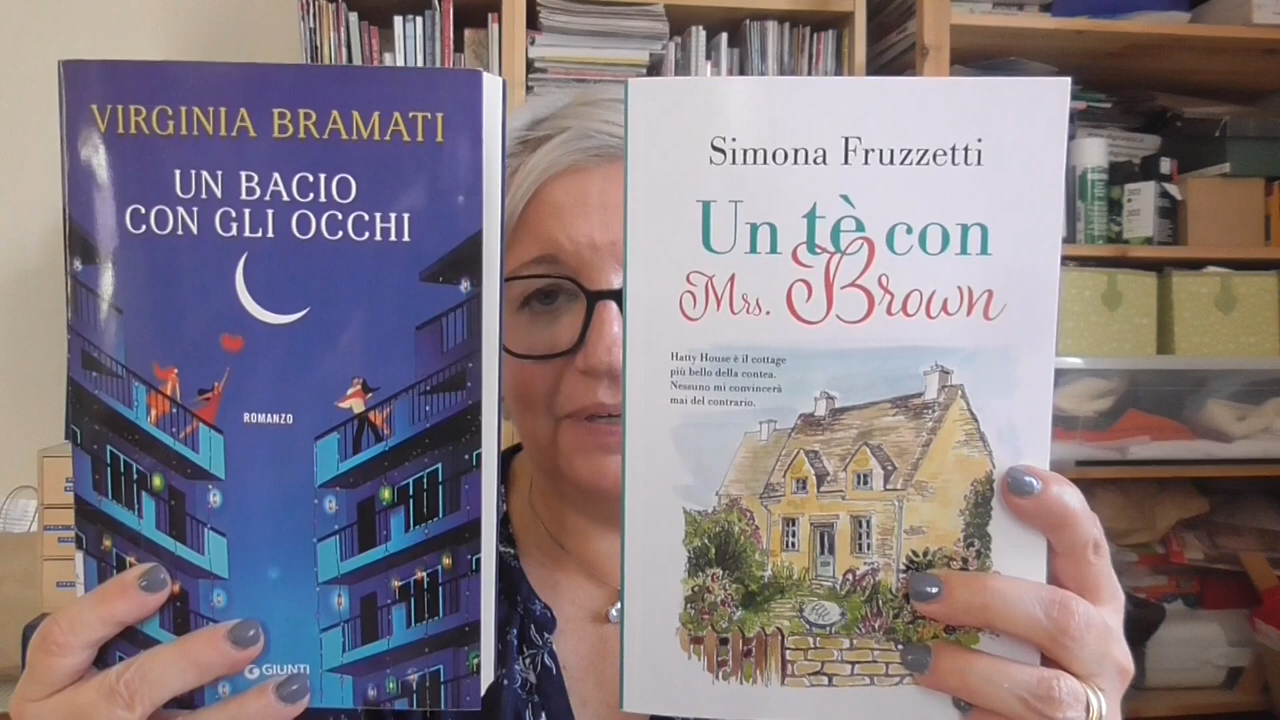 VIRGINIA BRAMATI
UN BACIO
CON GLI OCCHI
ROMANZO
GIUNTI
Simona Fruzzetti
Un tè con
Mrs. Brown
Hatty House è il cottage
più bello della contea.
Nessuno mi convincerà
mai del contrario.